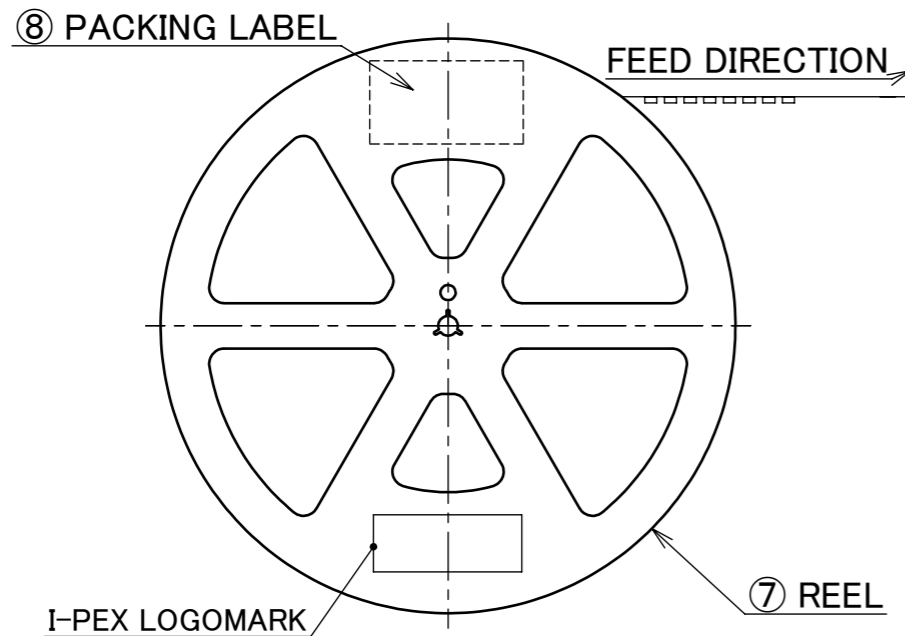 ⑧ PACKING LABEL
FEED DIRECTION
⑦ REEL
I-PEX LOGOMARK